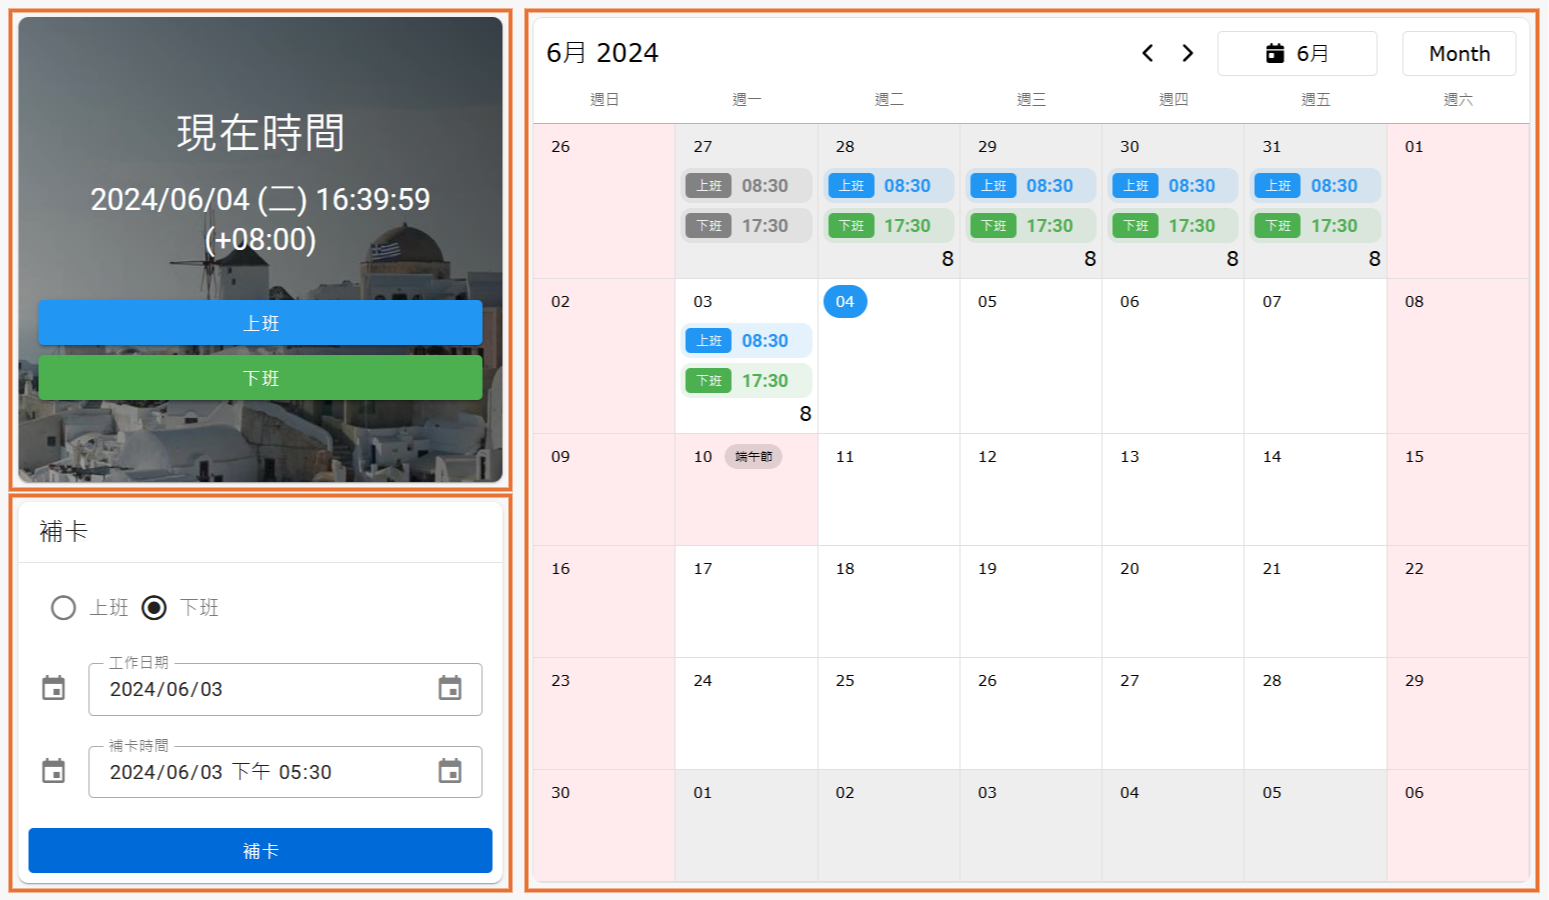 現在時間
2024/06/04 (二) 16:39:59
(+08:00)
上班
下班
補卡
上班 下班
工作日期
2024/06/03
補卡時間
2024/06/03 下午 05:30
補卡
6月 2024
6月
Month
週日 週一 週二 週三 週四 週五 週六
26 27 28 29 30 31 01
上班 08:30 上班 08:30 上班 08:30 上班 08:30 上班 08:30
下班 17:30 下班 17:30 下班 17:30 下班 17:30 下班 17:30
8 8 8 8
02 03 04 05 06 07 08
上班 08:30
下班 17:30
8
09 10 端午節 11 12 13 14 15
16 17 18 19 20 21 22
23 24 25 26 27 28 29
30 01 02 03 04 05 06